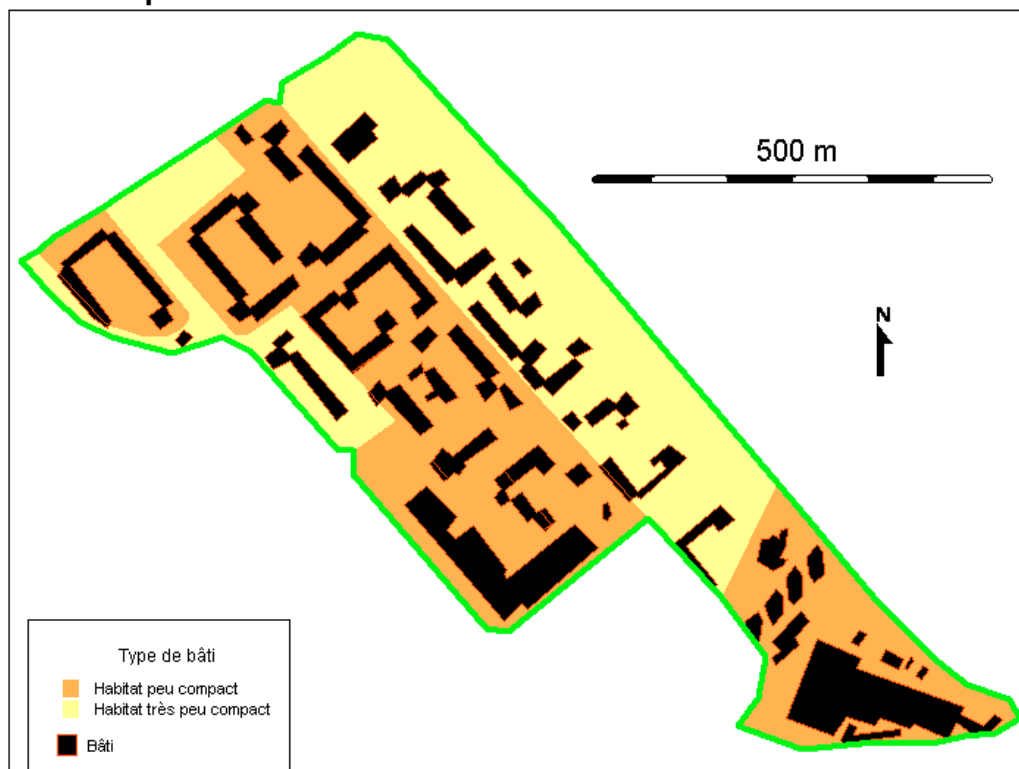 500 m
N
Type de bâti
Habitat peu compact
Habitat très peu compact
Bâti